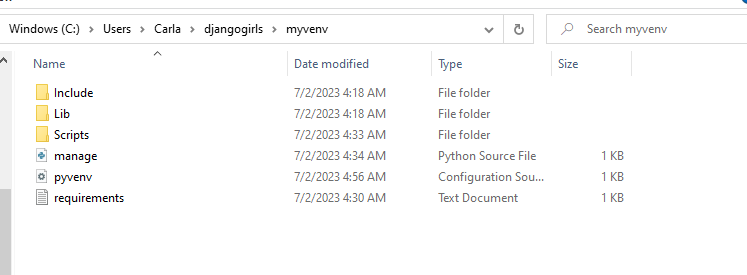 Windows (C:) > Users > Carla > djangogirls > myvenv Search myvenv
Name Date modified Type Size
Include 7/2/2023 4:18 AM File folder
Lib 7/2/2023 4:18 AM File folder
Scripts 7/2/2023 4:33 AM File folder
manage 7/2/2023 4:34 AM Python Source File 1 KB
pyvenv 7/2/2023 4:56 AM Configuration Sou... 1 KB
requirements 7/2/2023 4:30 AM Text Document 1 KB